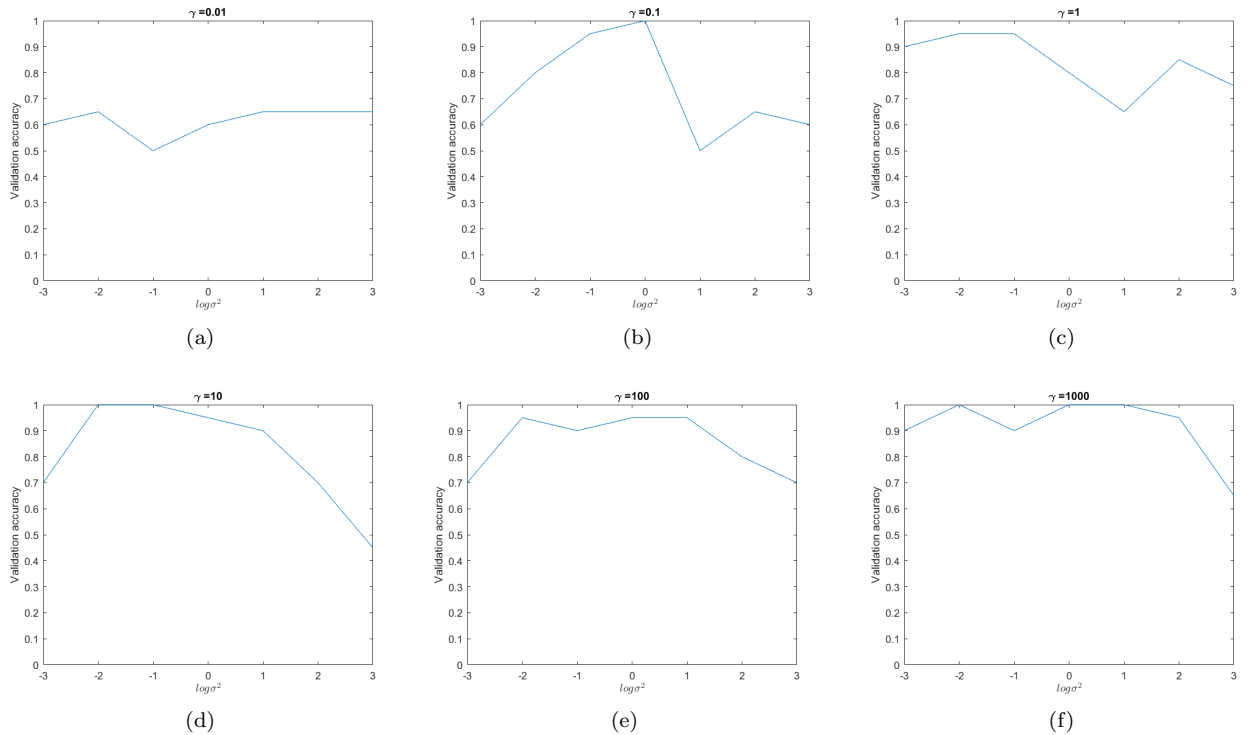 γ =0.01
1
0.9
0.8
0.7
0.6
0.5
0.4
0.3
0.2
0.1
0
Validation accuracy
-3 -2 -1 0 1 2 3
logσ²
(a)
γ =0.1
1
0.9
0.8
0.7
0.6
0.5
0.4
0.3
0.2
0.1
0
Validation accuracy
-3 -2 -1 0 1 2 3
logσ²
(b)
γ =1
1
0.9
0.8
0.7
0.6
0.5
0.4
0.3
0.2
0.1
0
Validation accuracy
-3 -2 -1 0 1 2 3
logσ²
(c)
γ =10
1
0.9
0.8
0.7
0.6
0.5
0.4
0.3
0.2
0.1
0
Validation accuracy
-3 -2 -1 0 1 2 3
logσ²
(d)
γ =100
1
0.9
0.8
0.7
0.6
0.5
0.4
0.3
0.2
0.1
0
Validation accuracy
-3 -2 -1 0 1 2 3
logσ²
(e)
γ =1000
1
0.9
0.8
0.7
0.6
0.5
0.4
0.3
0.2
0.1
0
Validation accuracy
-3 -2 -1 0 1 2 3
logσ²
(f)